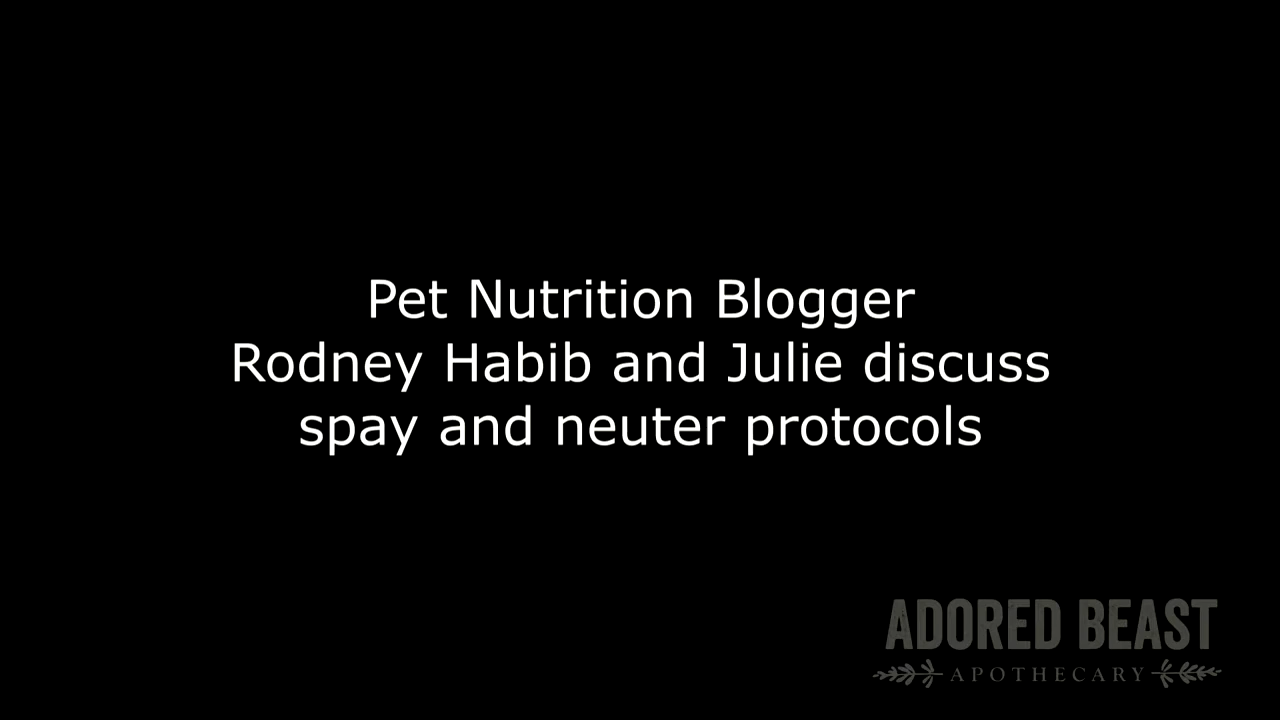 Pet Nutrition Blogger
Rodney Habib and Julie discuss
spay and neuter protocols
ADORED BEAST
APOTHECARY